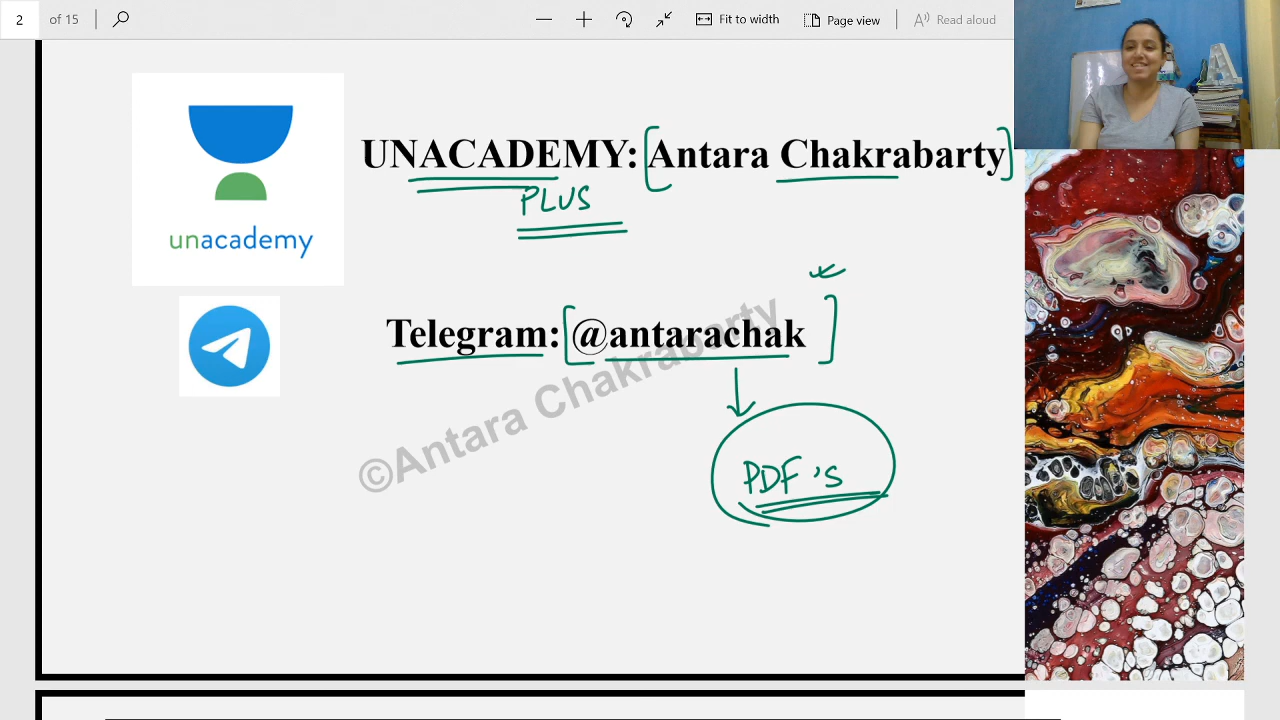 2 of 15 Fit to width Page view Read aloud
unacademy
UNACADEMY: [Antara Chakrabarty]
PLUS
Telegram: [@antarachak]
PDF's
©Antara Chakrabarty
A